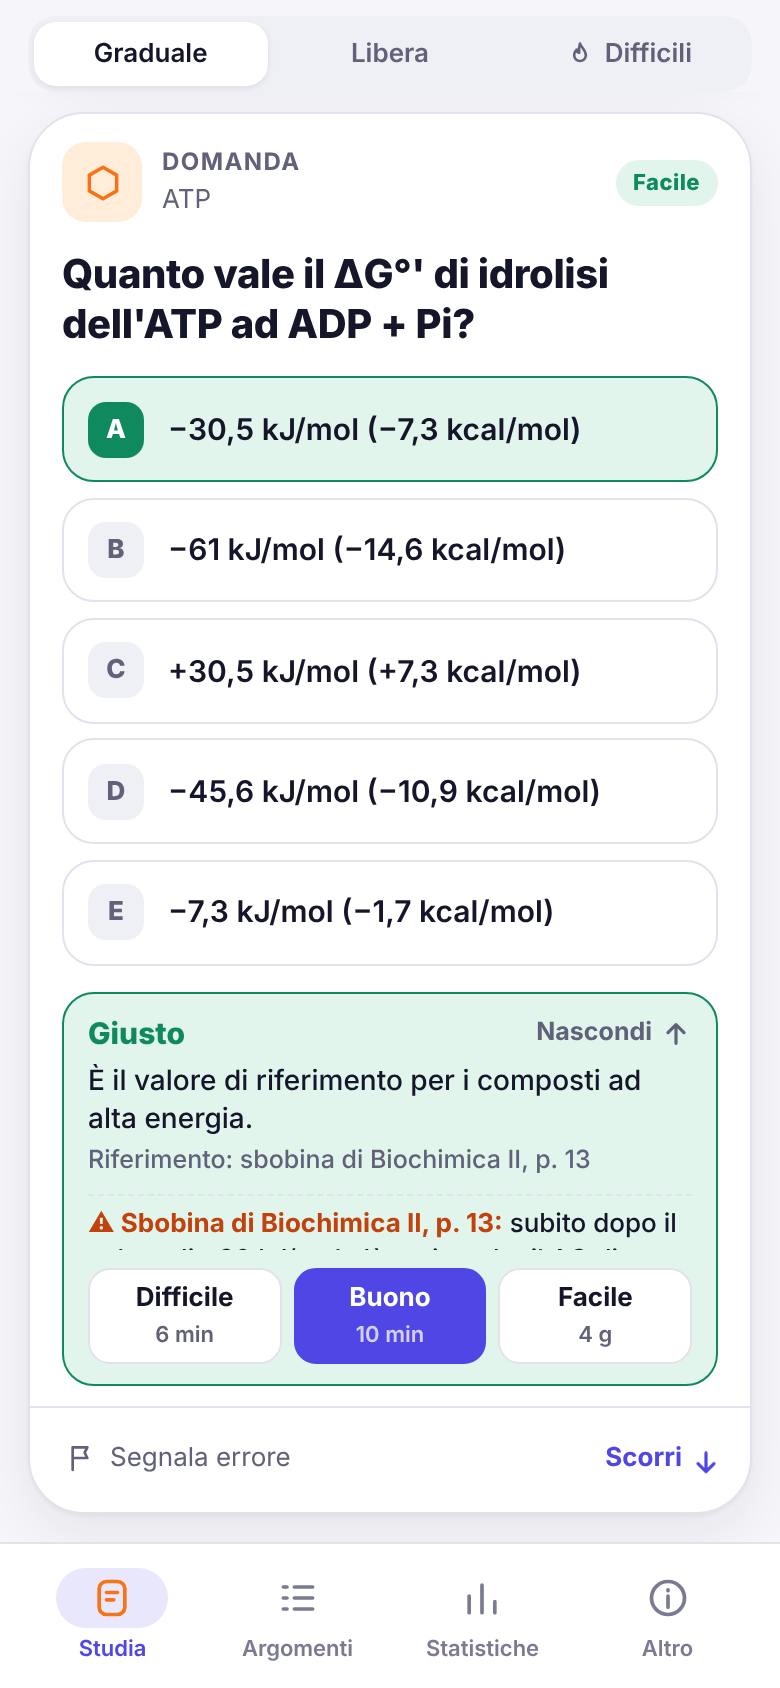 Graduale
Libera
Difficili
DOMANDA
ATP
Facile
Quanto vale il ΔG°' di idrolisi
dell'ATP ad ADP + Pi?
A
−30,5 kJ/mol (−7,3 kcal/mol)
B
−61 kJ/mol (−14,6 kcal/mol)
C
+30,5 kJ/mol (+7,3 kcal/mol)
D
−45,6 kJ/mol (−10,9 kcal/mol)
E
−7,3 kJ/mol (−1,7 kcal/mol)
Giusto
Nascondi ↑
È il valore di riferimento per i composti ad
alta energia.
Riferimento: sbobina di Biochimica II, p. 13
⚠ Sbobina di Biochimica II, p. 13: subito dopo il
Difficile
6 min
Buono
10 min
Facile
4 g
Segnala errore
Scorri ↓
Studia
Argomenti
Statistiche
Altro